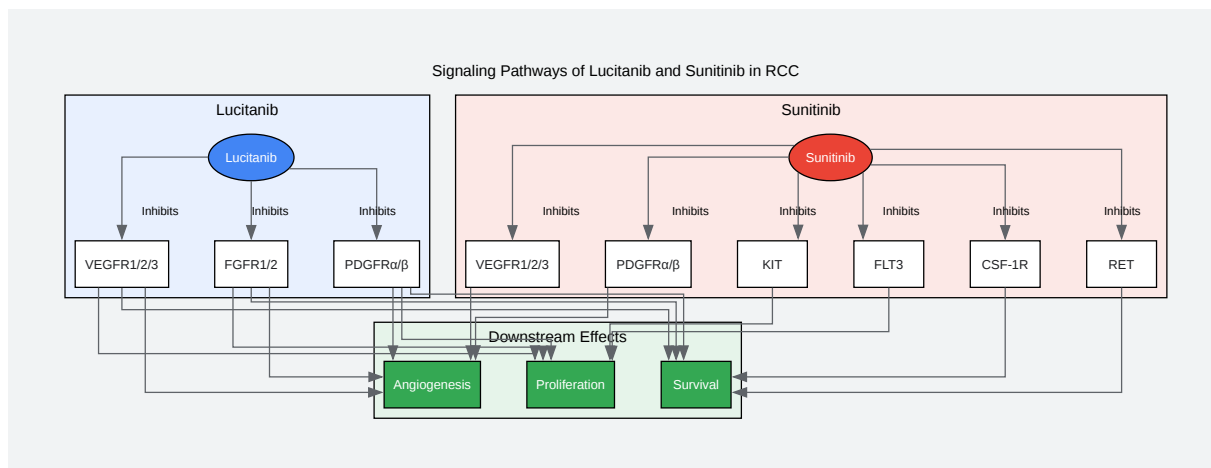 Signaling Pathways of Lucitanib and Sunitinib in RCC
Lucitanib
Sunitinib
Lucitanib
Sunitinib
Inhibits
Inhibits
Inhibits
Inhibits
Inhibits
Inhibits
Inhibits
Inhibits
Inhibits
VEGFR1/2/3
FGFR1/2
PDGFRα/β
VEGFR1/2/3
PDGFRα/β
KIT
FLT3
CSF-1R
RET
Downstream Effects
Angiogenesis
Proliferation
Survival